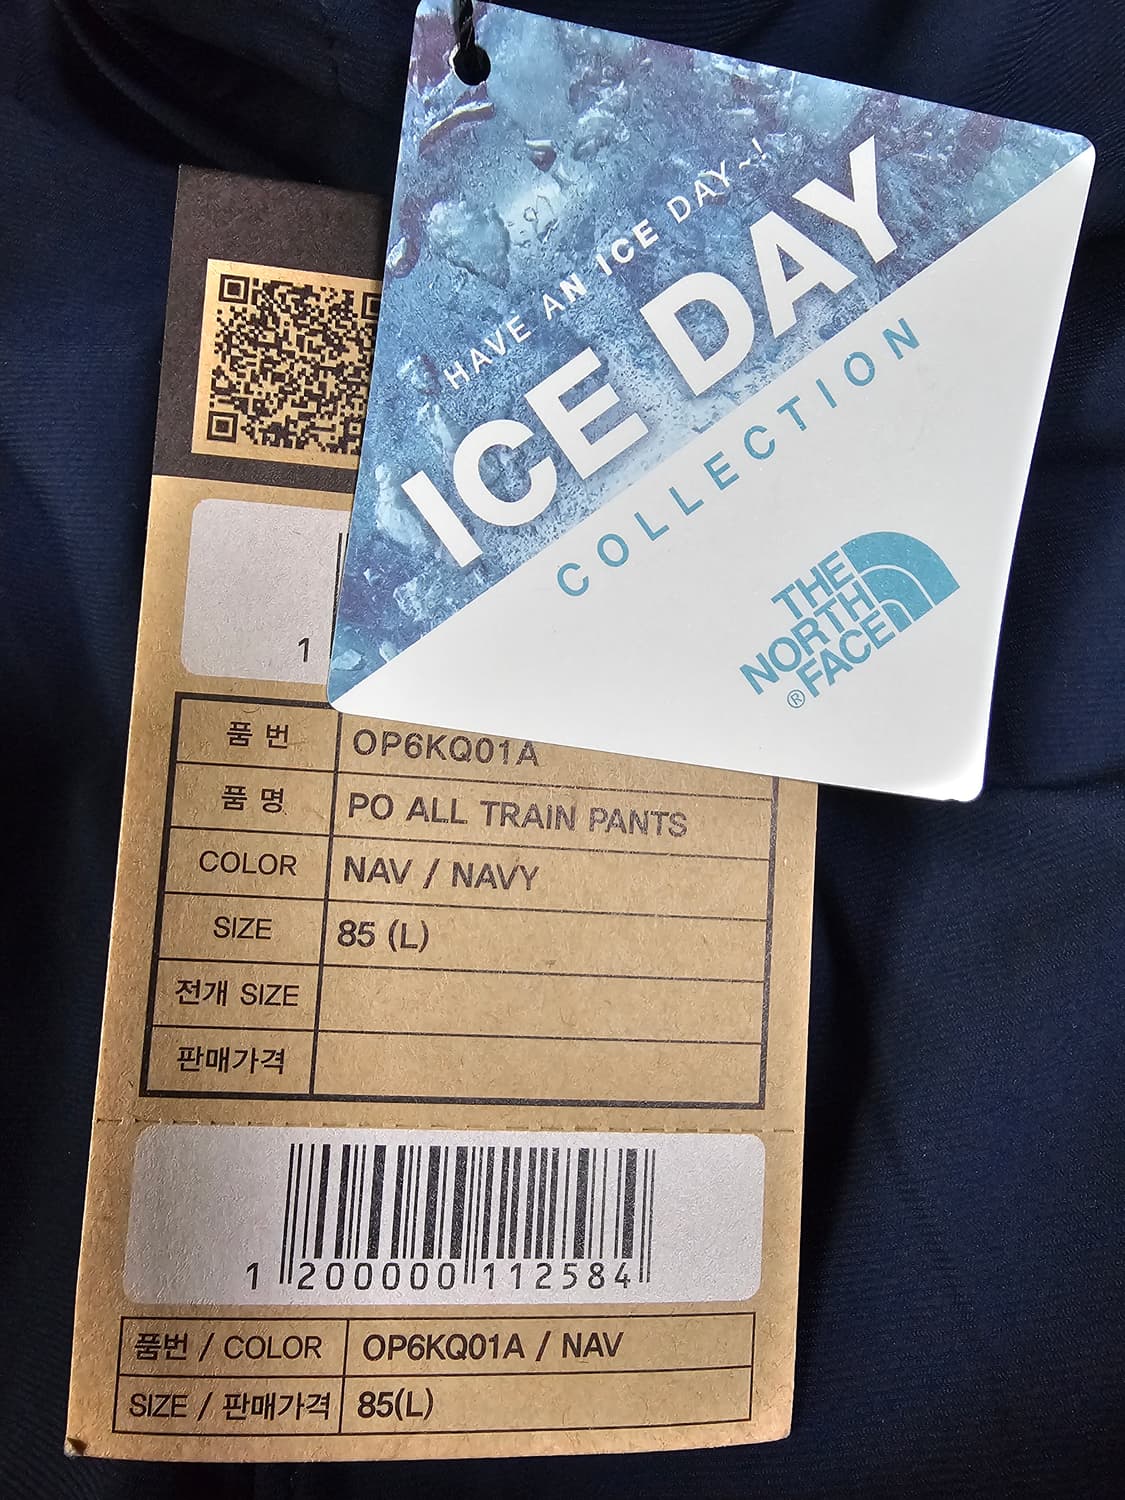 HAVE AN ICE DAY~!
ICE DAY
COLLECTION
THE
NORTH
FACE
®
1
품 번 OP6KQ01A
품 명 PO ALL TRAIN PANTS
COLOR NAV / NAVY
SIZE 85 (L)
전개 SIZE
판매가격
1 200000 112584
품번 / COLOR OP6KQ01A / NAV
SIZE / 판매가격 85(L)